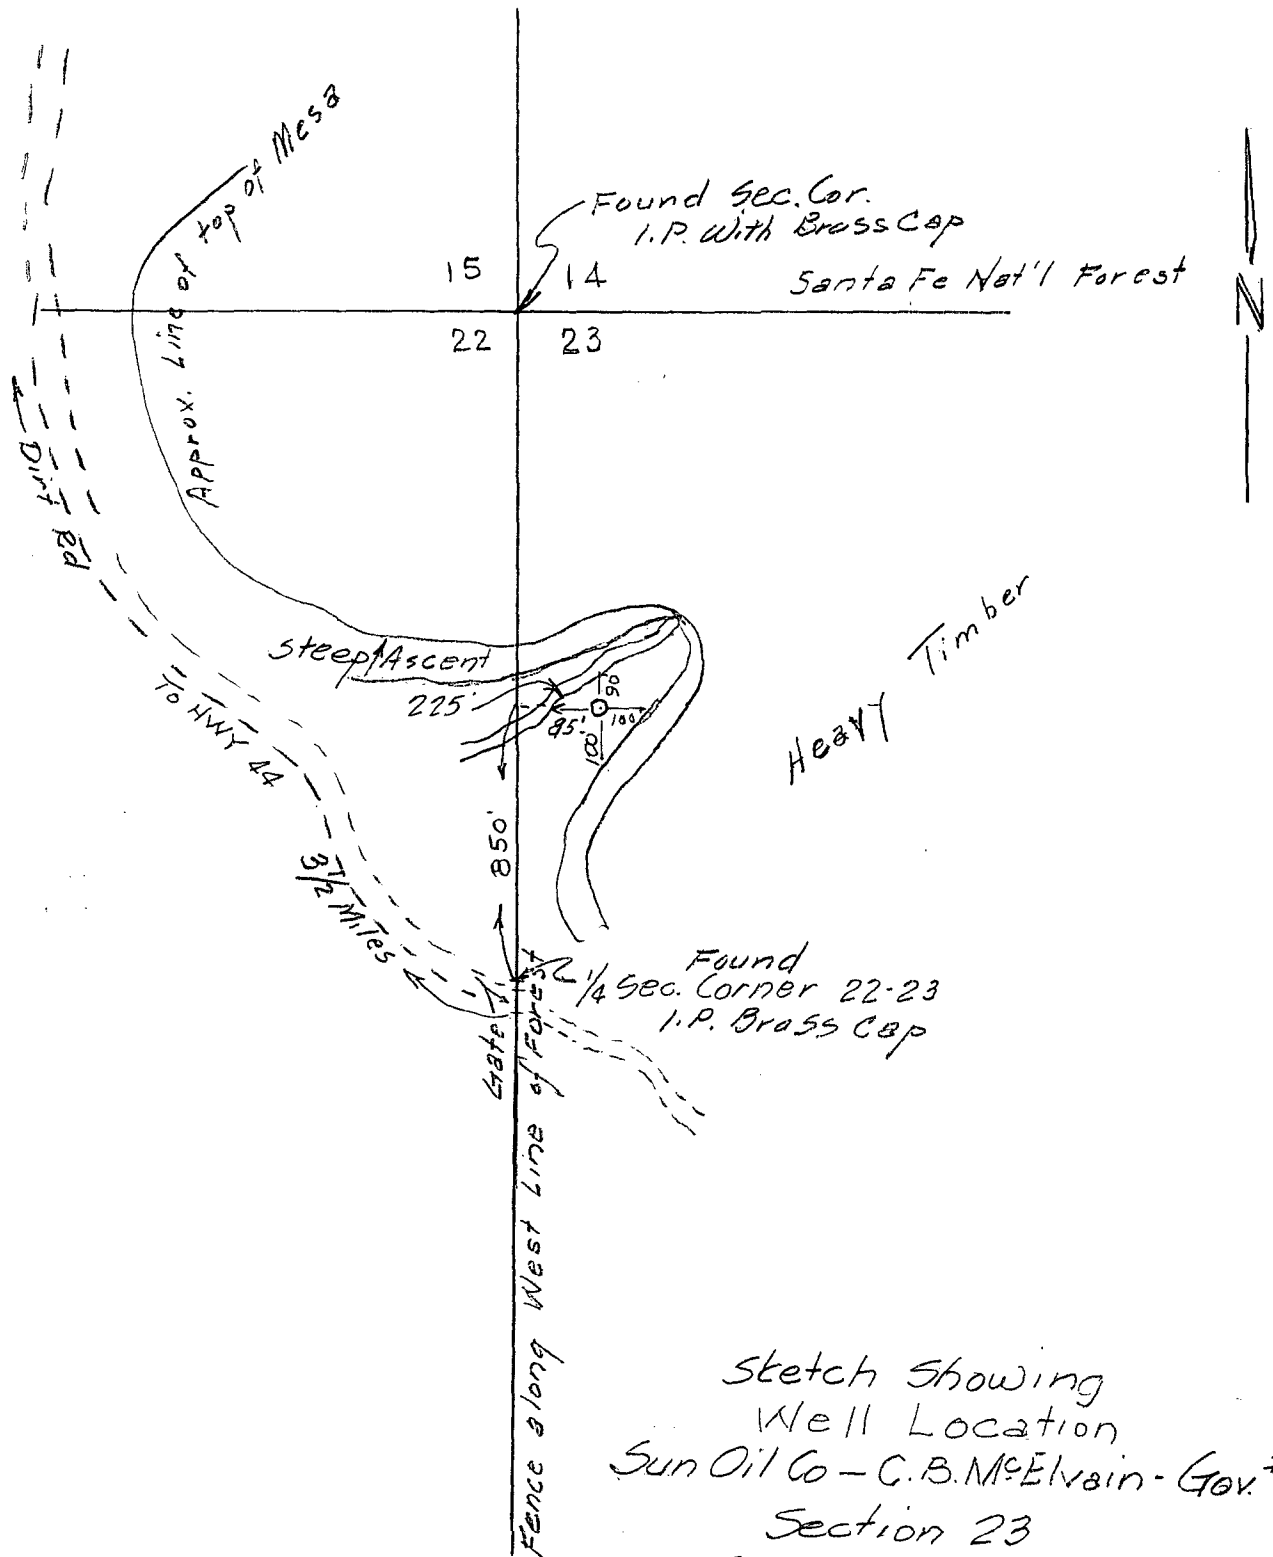 Approx. Line of top of Mesa
Found Sec. Cor.
I.P. With Brass Cap
15 14
Santa Fe Nat'l Forest
22 23
N
Dirt Rd
Steep Ascent
225'
90'
85'
100'
100'
Heavy Timber
To HWY 44
3 1/2 Miles
850'
Found
1/4 Sec. Corner 22-23
I.P. Brass Cap
Gate
Fence along West Line of Forest
Sketch Showing
Well Location
Sun Oil Co - C.B. McElvain - Gov't
Section 23